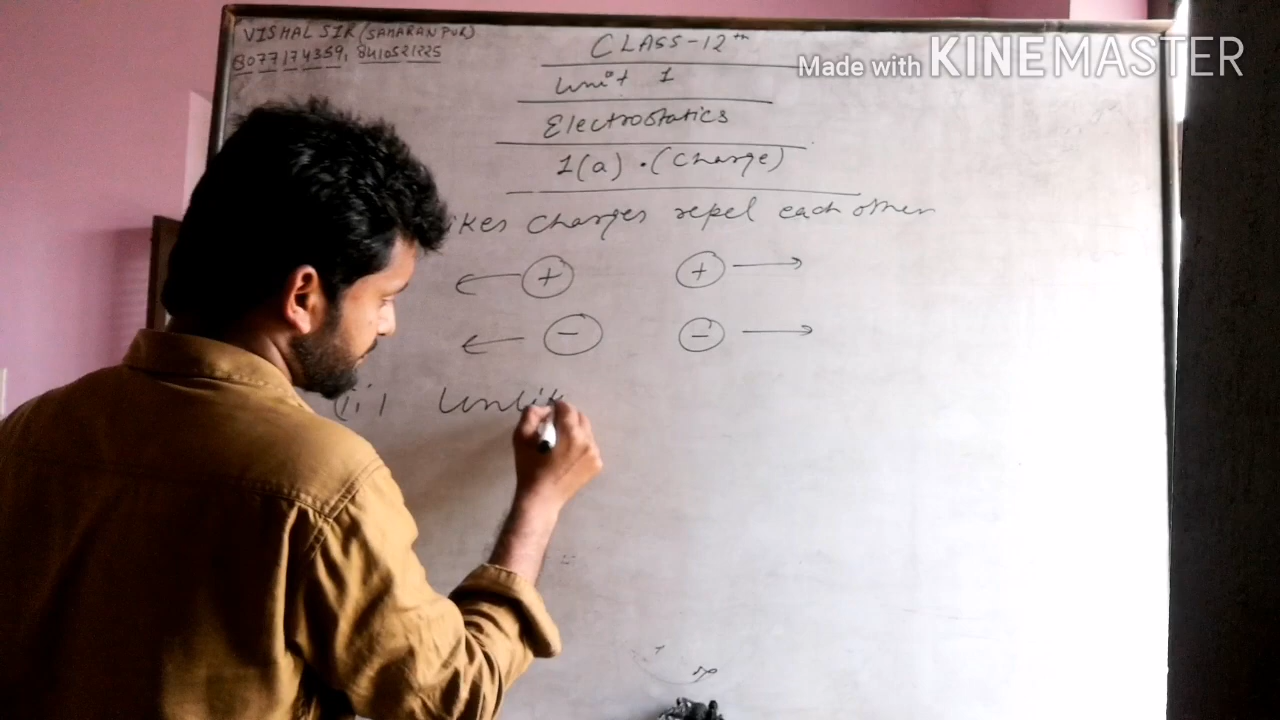 VISHAL SIR (SAHARANPUR)
8077174359, 8410521225
Made with KINEMASTER
CLASS-12th
Unit 1
Electrostatics
1(a) . (Charge)
ikes charges repel each other
+ +
- -
(ii) Unlik